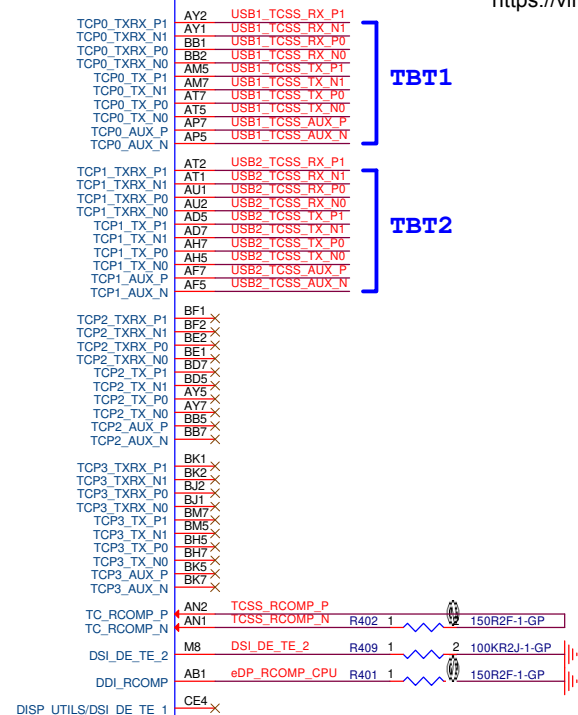 https://vi
TCP0_TXRX_P1 AY2 USB1_TCSS_RX_P1
TCP0_TXRX_N1 AY1 USB1_TCSS_RX_N1
TCP0_TXRX_P0 BB1 USB1_TCSS_RX_P0
TCP0_TXRX_N0 BB2 USB1_TCSS_RX_N0
TCP0_TX_P1 AM5 USB1_TCSS_TX_P1
TCP0_TX_N1 AM7 USB1_TCSS_TX_N1
TCP0_TX_P0 AT7 USB1_TCSS_TX_P0
TCP0_TX_N0 AT5 USB1_TCSS_TX_N0
TCP0_AUX_P AP7 USB1_TCSS_AUX_P
TCP0_AUX_N AP5 USB1_TCSS_AUX_N
TBT1
TCP1_TXRX_P1 AT2 USB2_TCSS_RX_P1
TCP1_TXRX_N1 AT1 USB2_TCSS_RX_N1
TCP1_TXRX_P0 AU1 USB2_TCSS_RX_P0
TCP1_TXRX_N0 AU2 USB2_TCSS_RX_N0
TCP1_TX_P1 AD5 USB2_TCSS_TX_P1
TCP1_TX_N1 AD7 USB2_TCSS_TX_N1
TCP1_TX_P0 AH7 USB2_TCSS_TX_P0
TCP1_TX_N0 AH5 USB2_TCSS_TX_N0
TCP1_AUX_P AF7 USB2_TCSS_AUX_P
TCP1_AUX_N AF5 USB2_TCSS_AUX_N
TBT2
TCP2_TXRX_P1 BF1
TCP2_TXRX_N1 BF2
TCP2_TXRX_P0 BE2
TCP2_TXRX_N0 BE1
TCP2_TX_P1 BD7
TCP2_TX_N1 BD5
TCP2_TX_P0 AY5
TCP2_TX_N0 AY7
TCP2_AUX_P BB5
TCP2_AUX_N BB7
TCP3_TXRX_P1 BK1
TCP3_TXRX_N1 BK2
TCP3_TXRX_P0 BJ2
TCP3_TXRX_N0 BJ1
TCP3_TX_P1 BM7
TCP3_TX_N1 BM5
TCP3_TX_P0 BH5
TCP3_TX_N0 BH7
TCP3_AUX_P BK5
TCP3_AUX_N BK7
TC_RCOMP_P AN2 TCSS_RCOMP_P
TC_RCOMP_N AN1 TCSS_RCOMP_N R402 1 2 150R2F-1-GP
DSI_DE_TE_2 M8 DSI_DE_TE_2 R409 1 2 100KR2J-1-GP
DDI_RCOMP AB1 eDP_RCOMP_CPU R401 1 150R2F-1-GP
DISP_UTILS/DSI_DE_TE_1 CE4